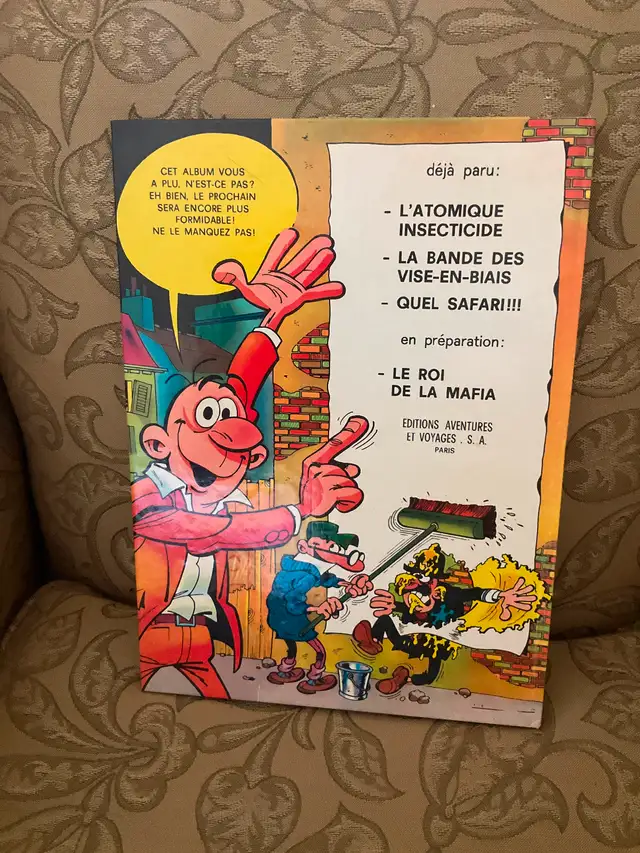 CET ALBUM VOUS
A PLU, N'EST-CE PAS?
EH BIEN, LE PROCHAIN
SERA ENCORE PLUS
FORMIDABLE!
NE LE MANQUEZ PAS!
déjà paru:
- L'ATOMIQUE
INSECTICIDE
- LA BANDE DES
VISE-EN-BIAIS
- QUEL SAFARI!!!
en préparation:
- LE ROI
DE LA MAFIA
EDITIONS AVENTURES
ET VOYAGES . S. A.
PARIS